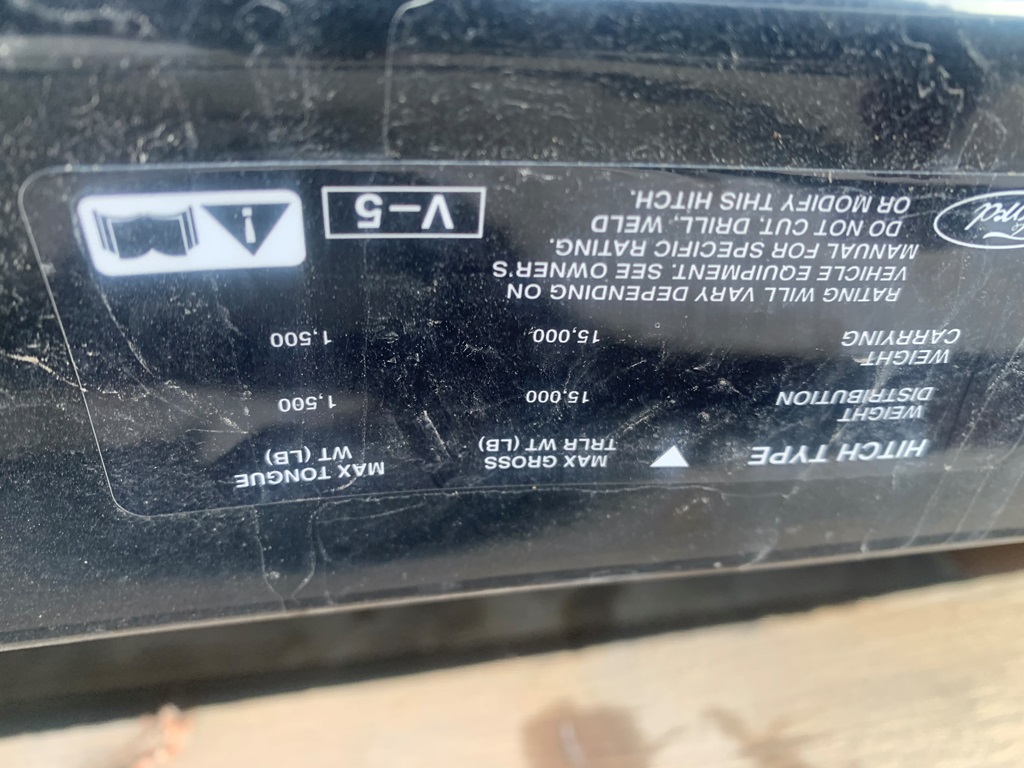 HITCH TYPE
MAX GROSS
TRLR WT (LB)
MAX TONGUE
WT (LB)
WEIGHT
DISTRIBUTION
15,000
1,500
WEIGHT
CARRYING
15,000
1,500
RATING WILL VARY DEPENDING ON
VEHICLE EQUIPMENT. SEE OWNER'S
MANUAL FOR SPECIFIC RATING.
DO NOT CUT, DRILL, WELD
OR MODIFY THIS HITCH.
Ford
V-5
!